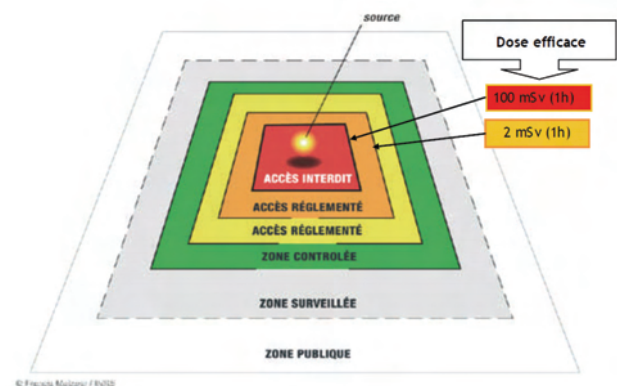 source
Dose efficace
100 mSv (1h)
2 mSv (1h)
ACCÈS INTERDIT
ACCÈS RÉGLEMENTÉ
ACCÈS RÉGLEMENTÉ
ZONE CONTROLÉE
ZONE SURVEILLÉE
ZONE PUBLIQUE